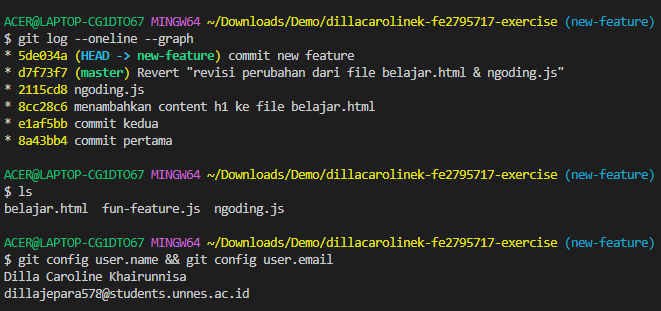 ACER@LAPTOP-CG1DTO67 MINGW64 ~/Downloads/Demo/dillacarolinek-fe2795717-exercise (new-feature)
$ git log --oneline --graph
* 5de034a (HEAD -> new-feature) commit new feature
* d7f73f7 (master) Revert "revisi perubahan dari file belajar.html & ngoding.js"
* 2115cd8 ngoding.js
* 8cc28c6 menambahkan content h1 ke file belajar.html
* e1af5bb commit kedua
* 8a43bb4 commit pertama
ACER@LAPTOP-CG1DTO67 MINGW64 ~/Downloads/Demo/dillacarolinek-fe2795717-exercise (new-feature)
$ ls
belajar.html  fun-feature.js  ngoding.js
ACER@LAPTOP-CG1DTO67 MINGW64 ~/Downloads/Demo/dillacarolinek-fe2795717-exercise (new-feature)
$ git config user.name && git config user.email
Dilla Caroline Khairunnisa
dillajepara578@students.unnes.ac.id